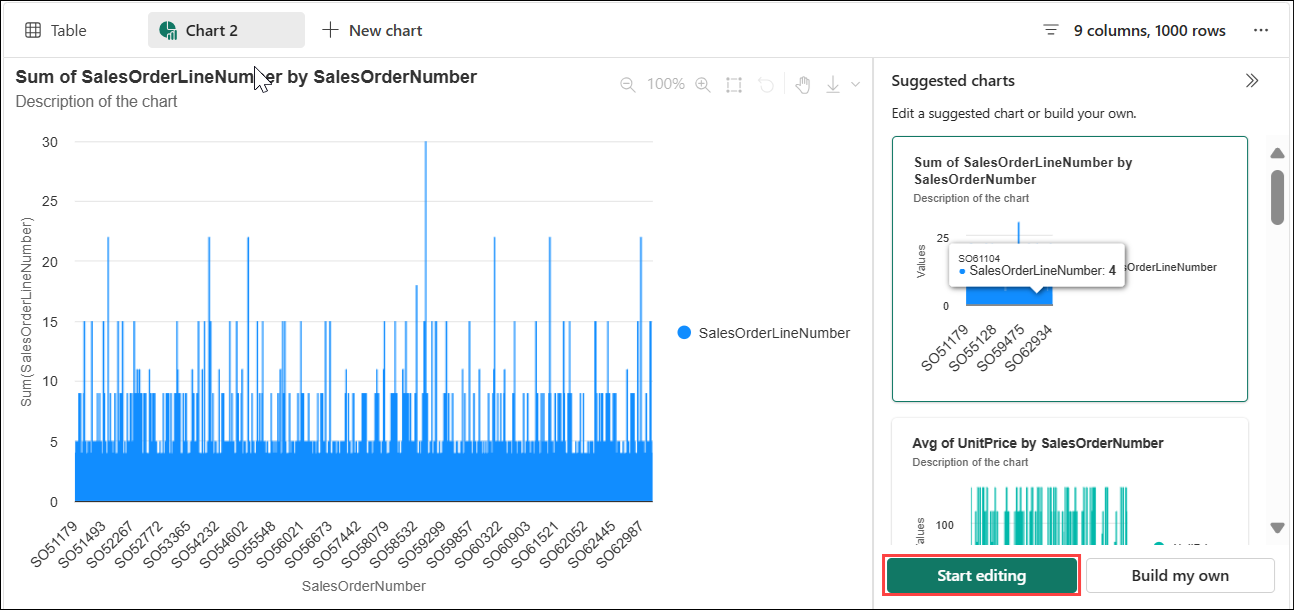 Table
Chart 2
New chart
9 columns, 1000 rows
Sum of SalesOrderLineNumber by SalesOrderNumber
Description of the chart
100%
30
25
20
15
10
5
0
Sum(SalesOrderLineNumber)
SO51179
SO51493
SO52267
SO52772
SO53365
SO54232
SO54602
SO55548
SO56021
SO56673
SO57442
SO58079
SO58532
SO59299
SO59857
SO60322
SO60903
SO61521
SO62052
SO62445
SO62987
SalesOrderNumber
SalesOrderLineNumber
Suggested charts
Edit a suggested chart or build your own.
Sum of SalesOrderLineNumber by
SalesOrderNumber
Description of the chart
25
0
Values
SO61104
SalesOrderLineNumber: 4
sOrderLineNumber
SO51179
SO55128
SO59475
SO62934
Avg of UnitPrice by SalesOrderNumber
Description of the chart
100
Start editing
Build my own